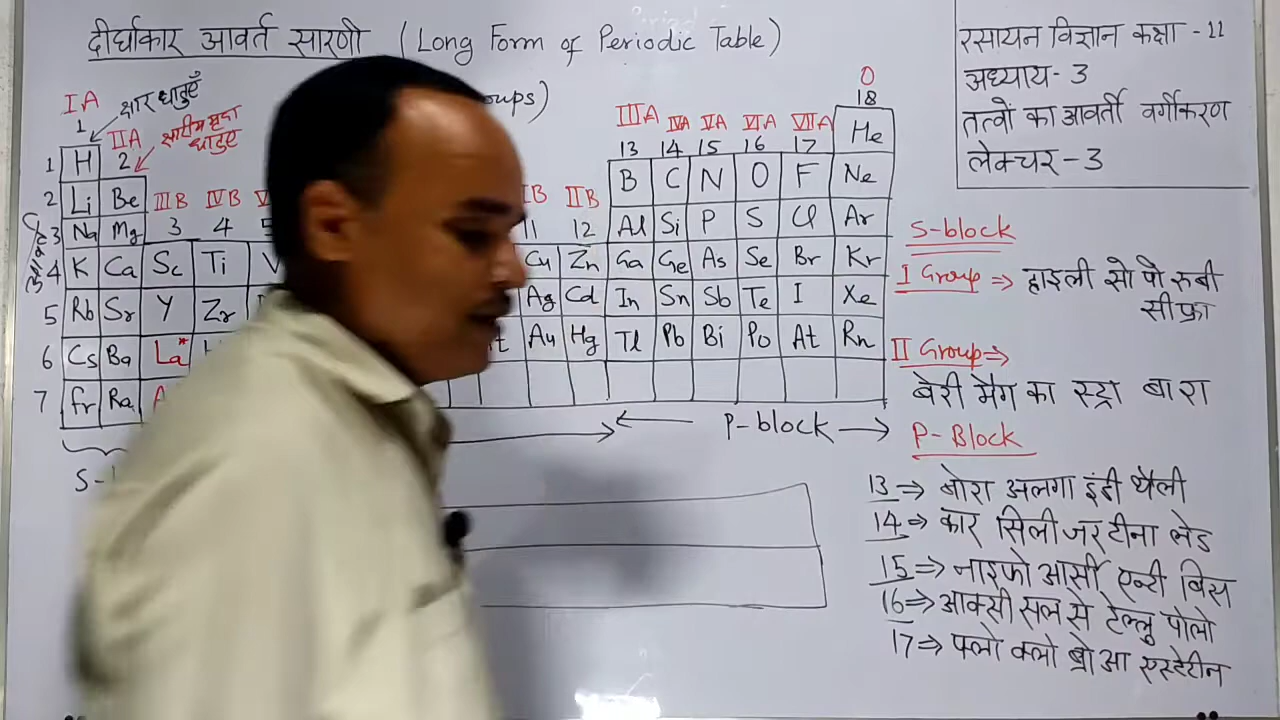 दीर्घाकार आवर्त सारणी (Long Form of Periodic Table)
रसायन विज्ञान कक्षा - 11
अध्याय- 3
तत्वों का आवर्ती वर्गीकरण
लेक्चर - 3
IA क्षार धातुएँ
IIA क्षारीय मृदा धातुएँ
IIIB IVB IB IIB IIIA IVA VA VIA VIIA 0
1 2 3 4 11 12 13 14 15 16 17 18
1 H He
2 Li Be B C N O F Ne
3 Na Mg Al Si P S Cl Ar
4 K Ca Sc Ti V Cu Zn Ga Ge As Se Br Kr
5 Rb Sr Y Zr Ag Cd In Sn Sb Te I Xe
6 Cs Ba La* Au Hg Tl Pb Bi Po At Rn
7 fr Ra
P-block
S-block
I Group ⇒ हाइली सो पो रुबी
सीफ्रा
II Group ⇒
बेरी मैग का स्ट्रा बा रा
P-Block
13 ⇒ बोरा अलगा इंडी थैली
14 ⇒ कार सिली जर टीना लेड
15 ⇒ नाइफो आर्सी एन्टी बिस
16 ⇒ आक्सी सल से टेल्लु पोलो
17 ⇒ फ्लो क्लो ब्रो आ एस्टेटीन